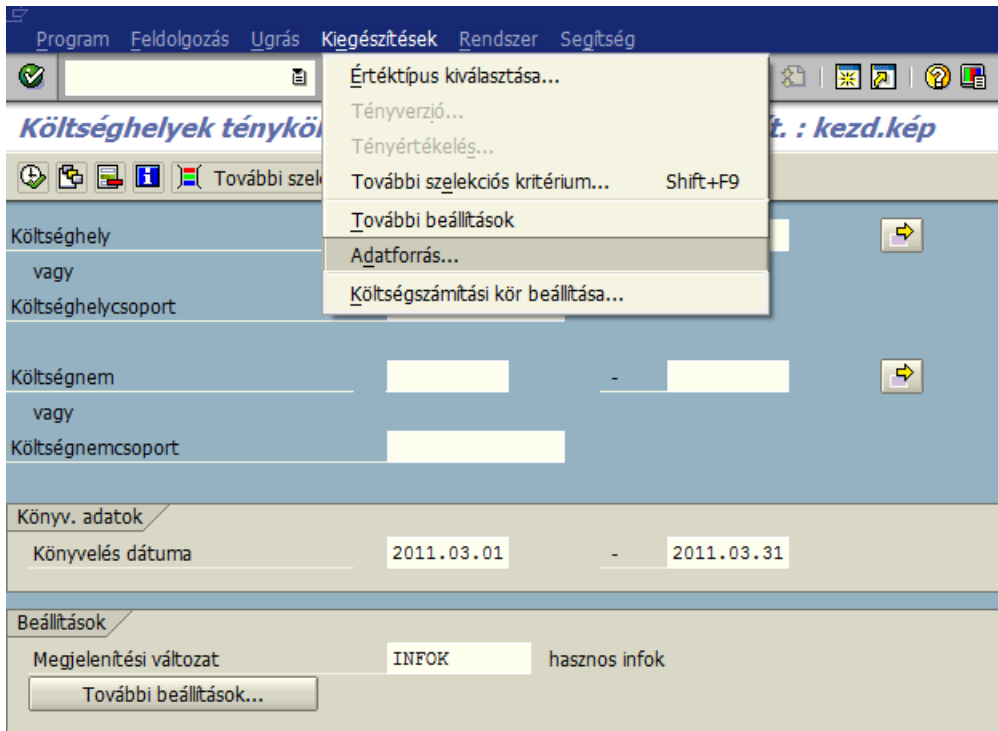 Program Feldolgozás Ugrás Kiegészítések Rendszer Segítség
Értéktípus kiválasztása...
Tényverzió...
Tényértékelés...
További szelekciós kritérium... Shift+F9
További beállítások
Adatforrás...
Költségszámítási kör beállítása...
Költséghelyek t. : kezd.kép
További
Költséghely
vagy
Költséghelycsoport
Költségnem -
vagy
Költségnemcsoport
Könyv. adatok
Könyvelés dátuma 2011.03.01 - 2011.03.31
Beállítások
Megjelenítési változat INFOK hasznos infok
További beállítások...